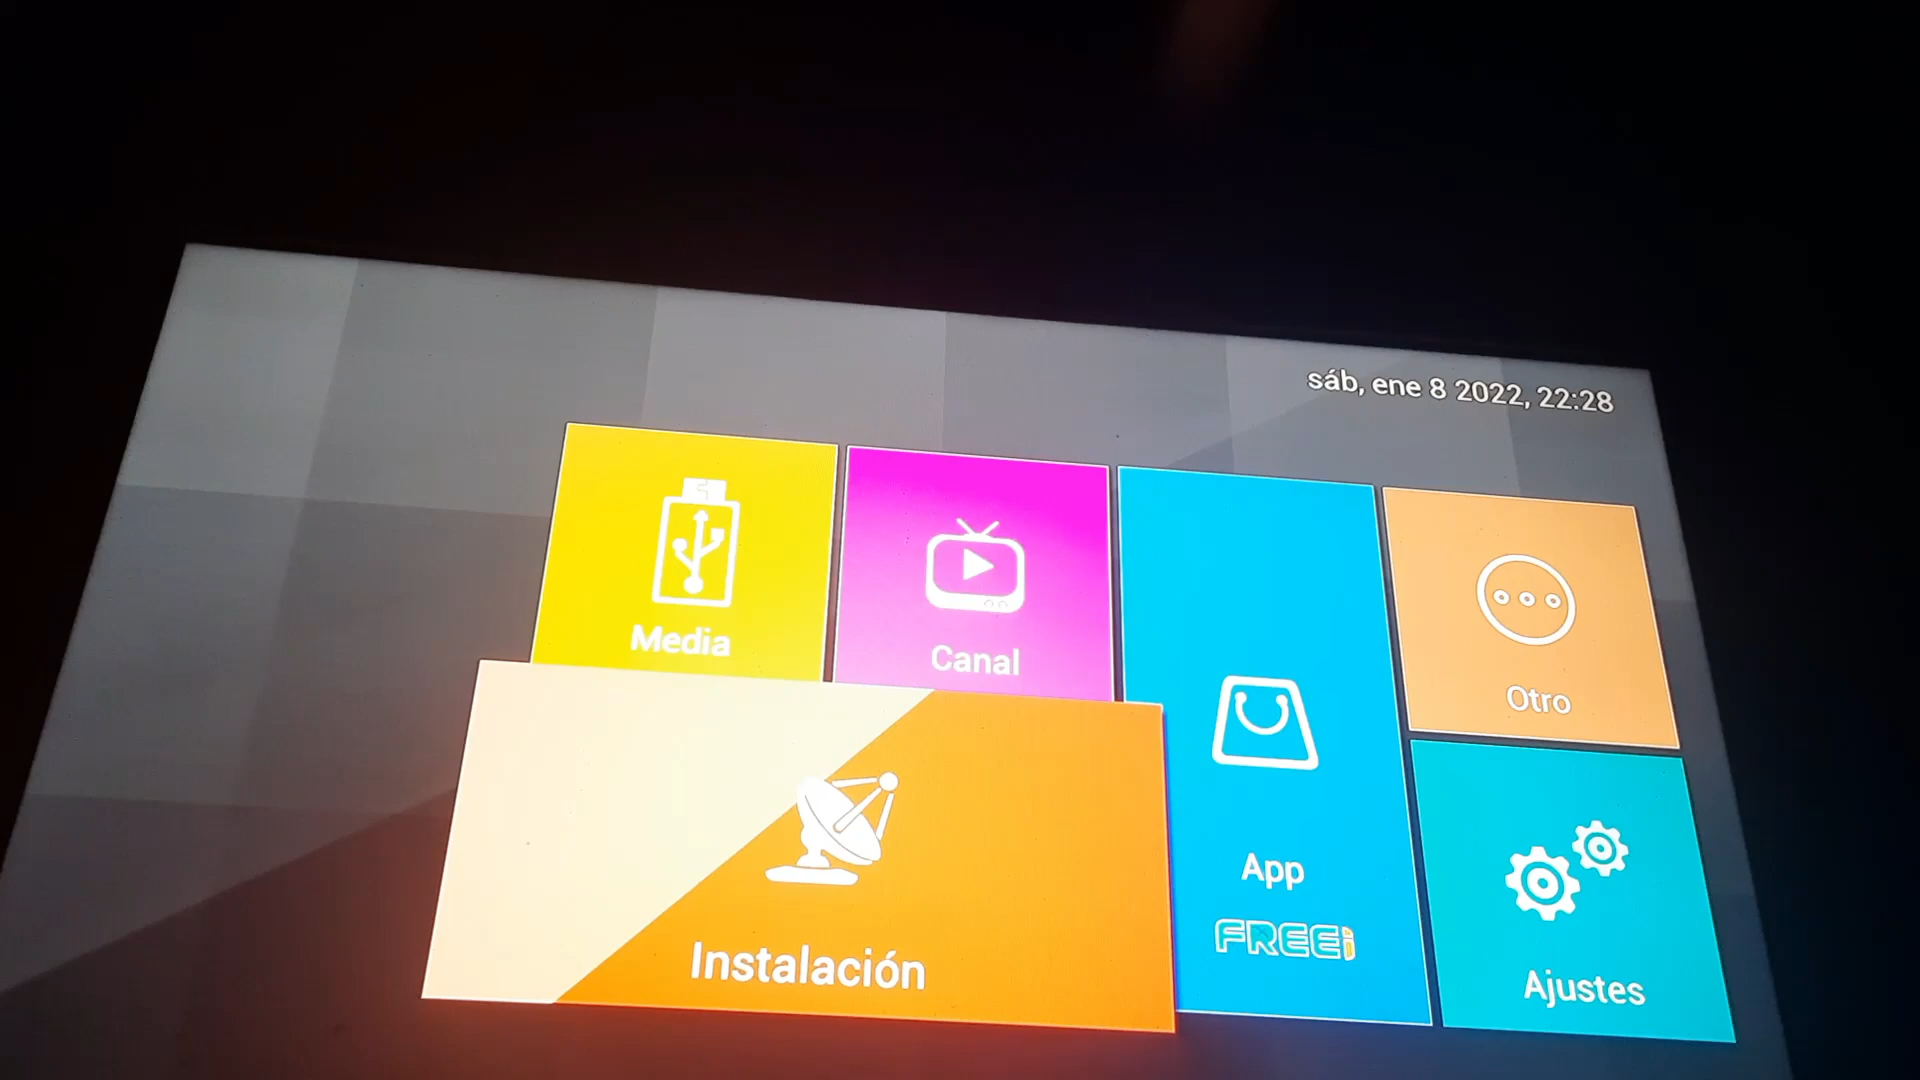 sáb, ene 8 2022, 22:28
Media
Canal
Otro
App
FREEi
Instalación
Ajustes